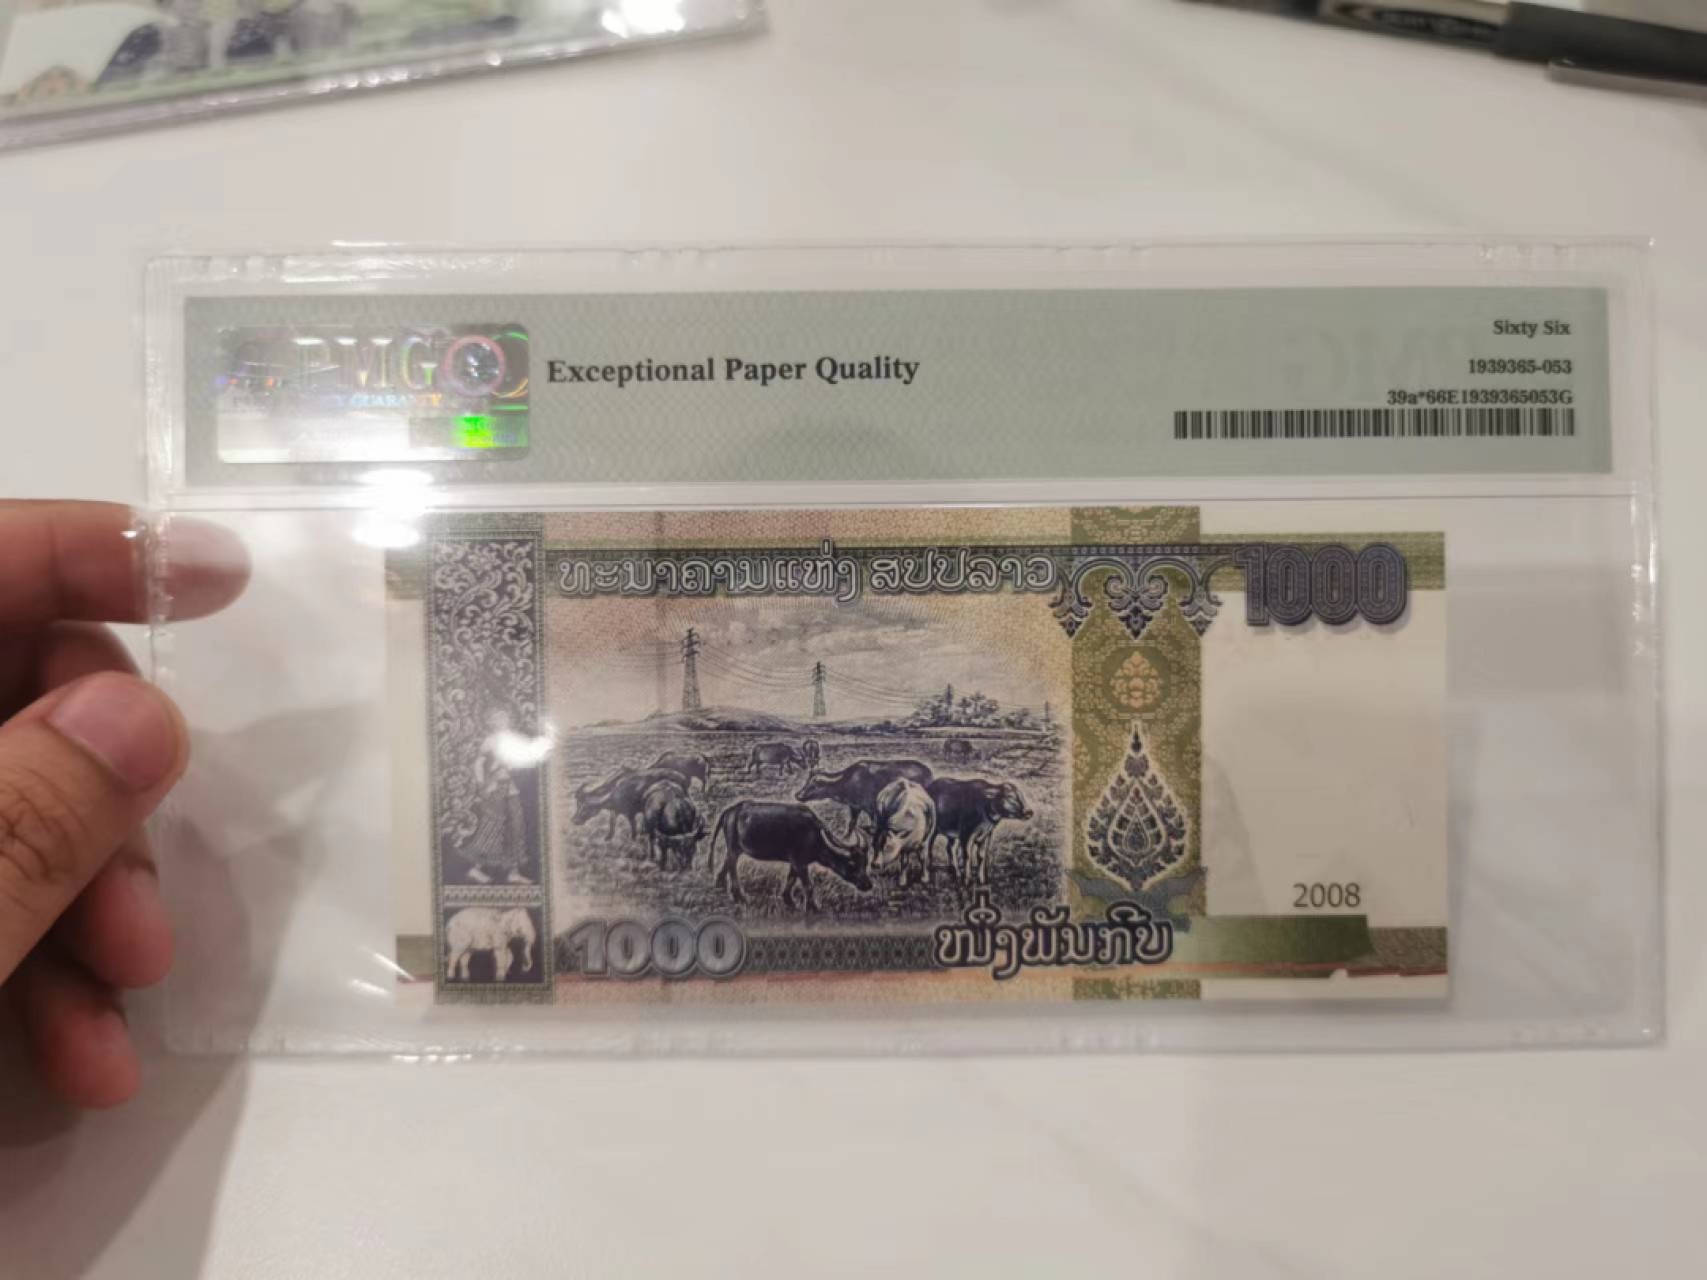 PMG
Exceptional Paper Quality
Sixty Six
1939365-053
39a*66E1939365053G
ທະນາຄານແຫ່ງ ສປປລາວ
1000
2008
1000
ໜຶ່ງພັນກີບ